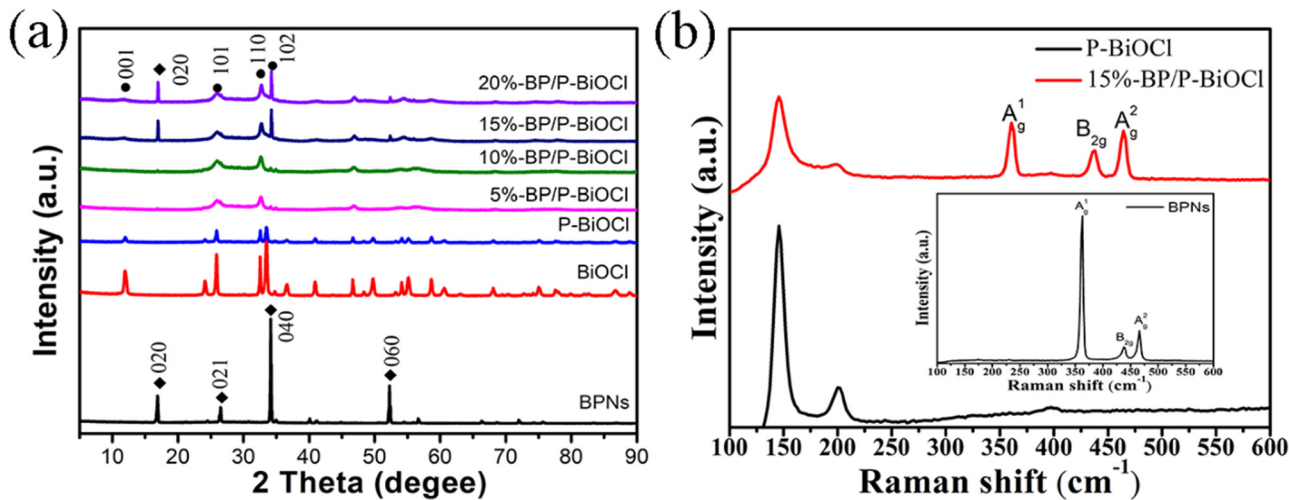 (a)
001
◆ 020
101
110
102
20%-BP/P-BiOCl
15%-BP/P-BiOCl
10%-BP/P-BiOCl
5%-BP/P-BiOCl
P-BiOCl
BiOCl
020
021
040
060
BPNs
Intensity (a.u.)
10 20 30 40 50 60 70 80 90
2 Theta (degee)
(b)
P-BiOCl
15%-BP/P-BiOCl
A¹g
B2g
A²g
Intensity (a.u.)
BPNs
A¹g
B2g
A²g
Intensity (a.u.)
100 150 200 250 300 350 400 450 500 550 600
Raman shift (cm⁻¹)
100 150 200 250 300 350 400 450 500 550 600
Raman shift (cm⁻¹)